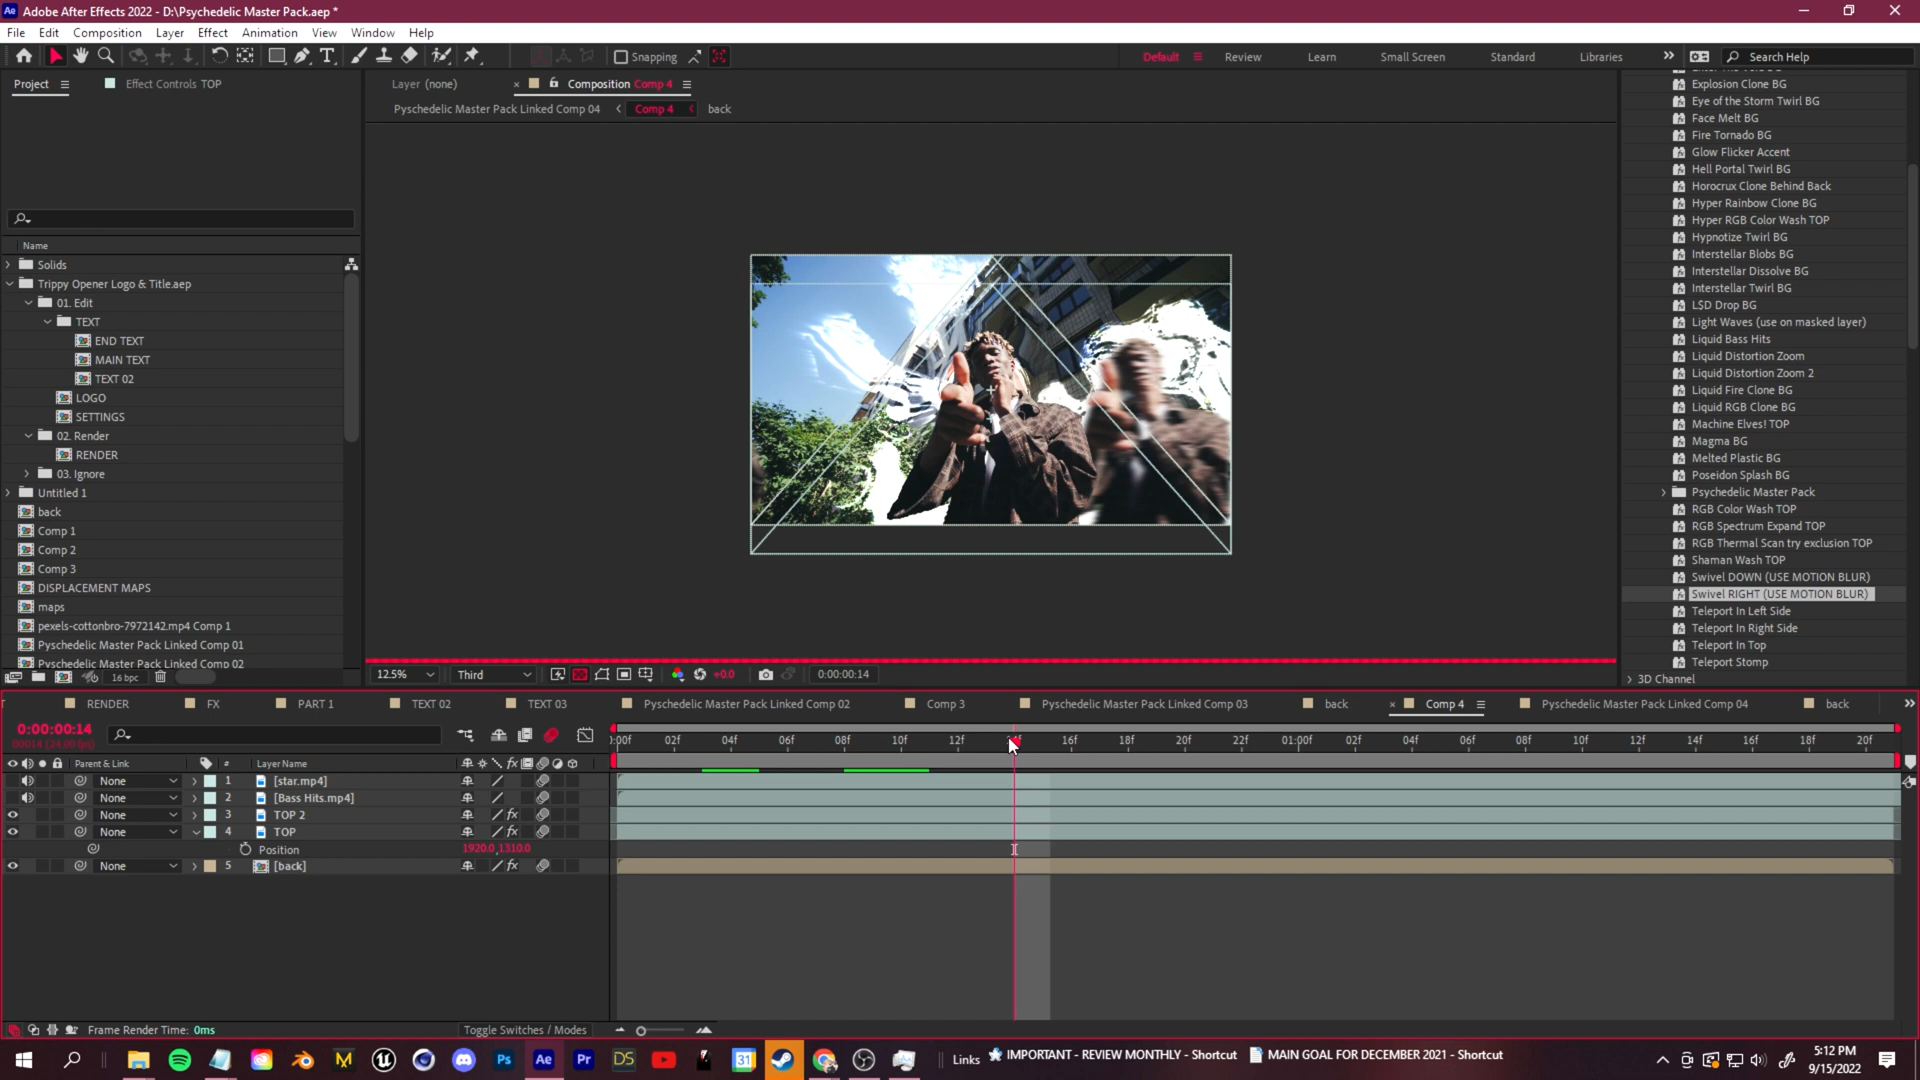 Ae Adobe After Effects 2022 - D:\Psychedelic Master Pack.aep *
File Edit Composition Layer Effect Animation View Window Help
Snapping Default Review Learn Small Screen Standard Libraries Search Help
Project Effect Controls TOP
Layer (none) Composition Comp 4
Pyschedelic Master Pack Linked Comp 04 Comp 4 back
Name
Solids
Trippy Opener Logo & Title.aep
01. Edit
TEXT
END TEXT
MAIN TEXT
TEXT 02
LOGO
SETTINGS
02. Render
RENDER
03. Ignore
Untitled 1
back
Comp 1
Comp 2
Comp 3
DISPLACEMENT MAPS
maps
pexels-cottonbro-7972142.mp4 Comp 1
Pyschedelic Master Pack Linked Comp 01
Pyschedelic Master Pack Linked Comp 02
16 bpc
12.5% Third +0.0 0:00:00:14
Explosion Clone BG
Eye of the Storm Twirl BG
Face Melt BG
Fire Tornado BG
Glow Flicker Accent
Hell Portal Twirl BG
Horocrux Clone Behind Back
Hyper Rainbow Clone BG
Hyper RGB Color Wash TOP
Hypnotize Twirl BG
Interstellar Blobs BG
Interstellar Dissolve BG
Interstellar Twirl BG
L$D Drop BG
Light Waves (use on masked layer)
Liquid Bass Hits
Liquid Distortion Zoom
Liquid Distortion Zoom 2
Liquid Fire Clone BG
Liquid RGB Clone BG
Machine Elves! TOP
Magma BG
Melted Plastic BG
Poseidon Splash BG
Psychedelic Master Pack
RGB Color Wash TOP
RGB Spectrum Expand TOP
RGB Thermal Scan try exclusion TOP
Shaman Wash TOP
Swivel DOWN (USE MOTION BLUR)
Swivel RIGHT (USE MOTION BLUR)
Teleport In Left Side
Teleport In Right Side
Teleport In Top
Teleport Stomp
3D Channel
RENDER FX PART 1 TEXT 02 TEXT 03 Pyschedelic Master Pack Linked Comp 02 Comp 3 Pyschedelic Master Pack Linked Comp 03 back Comp 4 Pyschedelic Master Pack Linked Comp 04 back
0:00:00:14
00014 (24.00 fps)
:00f 02f 04f 06f 08f 10f 12f 16f 18f 20f 22f 01:00f 02f 04f 06f 08f 10f 12f 14f 16f 18f 20f
Parent & Link # Layer Name
None 1 [star.mp4]
None 2 [Bass Hits.mp4]
None 3 TOP 2 fx
None 4 TOP fx
Position 1920.0,1310.0
None 5 [back] fx
Frame Render Time: 0ms Toggle Switches / Modes
Ps Ae Pr DS 31 Links IMPORTANT - REVIEW MONTHLY - Shortcut MAIN GOAL FOR DECEMBER 2021 - Shortcut
5:12 PM
9/15/2022